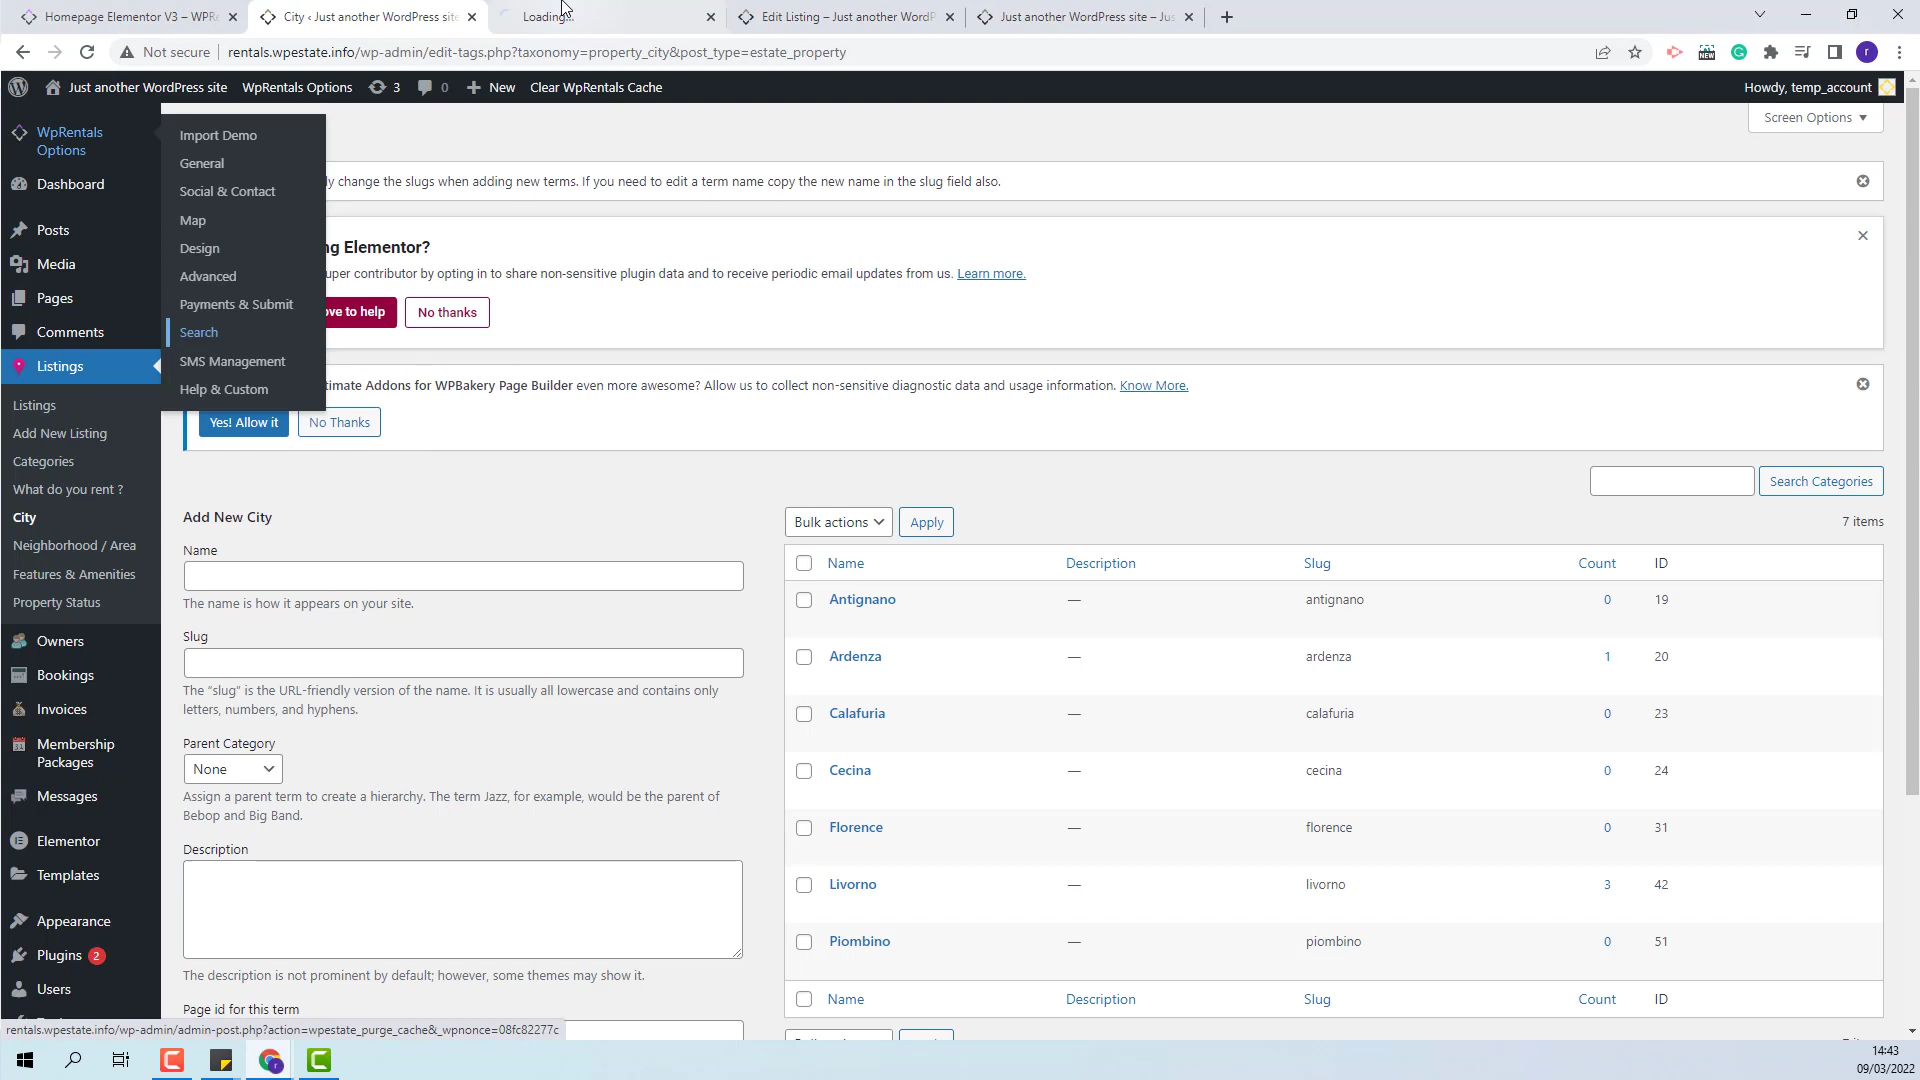 Homepage Elementor V3 – WPRe
City ‹ Just another WordPress site
Loading...
Edit Listing – Just another WordP
Just another WordPress site – Jus
Not secure
rentals.wpestate.info/wp-admin/edit-tags.php?taxonomy=property_city&post_type=estate_property
NEW
r
Just another WordPress site
WpRentals Options
3
0
New
Clear WpRentals Cache
Howdy, temp_account
Screen Options
WpRentals
Options
Dashboard
Posts
Media
Pages
Comments
Listings
Listings
Add New Listing
Categories
What do you rent ?
City
Neighborhood / Area
Features & Amenities
Property Status
Owners
Bookings
Invoices
Membership
Packages
Messages
Elementor
Templates
Appearance
Plugins 2
Users
Import Demo
General
Social & Contact
Map
Design
Advanced
Payments & Submit
Search
SMS Management
Help & Custom
ly change the slugs when adding new terms. If you need to edit a term name copy the new name in the slug field also.
ng Elementor?
uper contributor by opting in to share non-sensitive plugin data and to receive periodic email updates from us. Learn more.
ove to help
No thanks
timate Addons for WPBakery Page Builder even more awesome? Allow us to collect non-sensitive diagnostic data and usage information. Know More.
Yes! Allow it
No Thanks
Search Categories
Add New City
Name
The name is how it appears on your site.
Slug
The “slug” is the URL-friendly version of the name. It is usually all lowercase and contains only
letters, numbers, and hyphens.
Parent Category
None
Assign a parent term to create a hierarchy. The term Jazz, for example, would be the parent of
Bebop and Big Band.
Description
The description is not prominent by default; however, some themes may show it.
Page id for this term
Bulk actions
Apply
7 items
Name Description Slug Count ID
Antignano — antignano 0 19
Ardenza — ardenza 1 20
Calafuria — calafuria 0 23
Cecina — cecina 0 24
Florence — florence 0 31
Livorno — livorno 3 42
Piombino — piombino 0 51
Name Description Slug Count ID
rentals.wpestate.info/wp-admin/admin-post.php?action=wpestate_purge_cache&_wpnonce=08fc82277c
14:43
09/03/2022